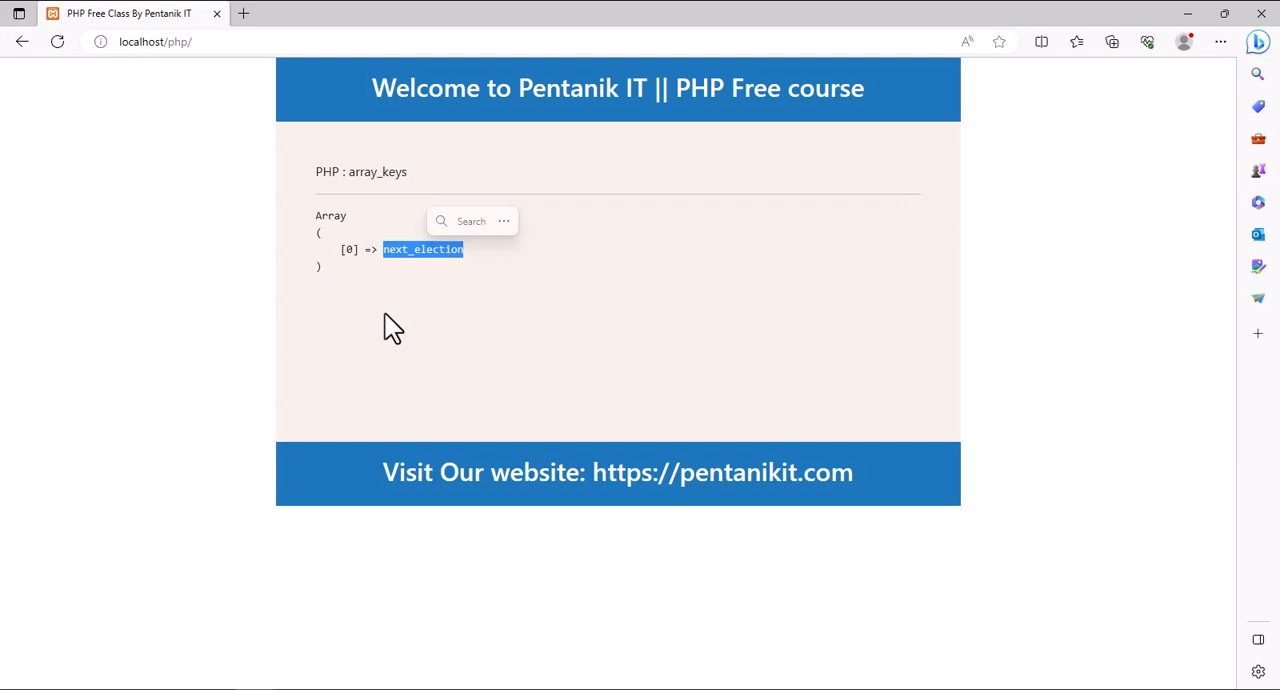 PHP Free Class By Pentanik IT
localhost/php/
Welcome to Pentanik IT || PHP Free course
PHP : array_keys
Array
(
[0] => next_election
)
Search
Visit Our website: https://pentanikit.com